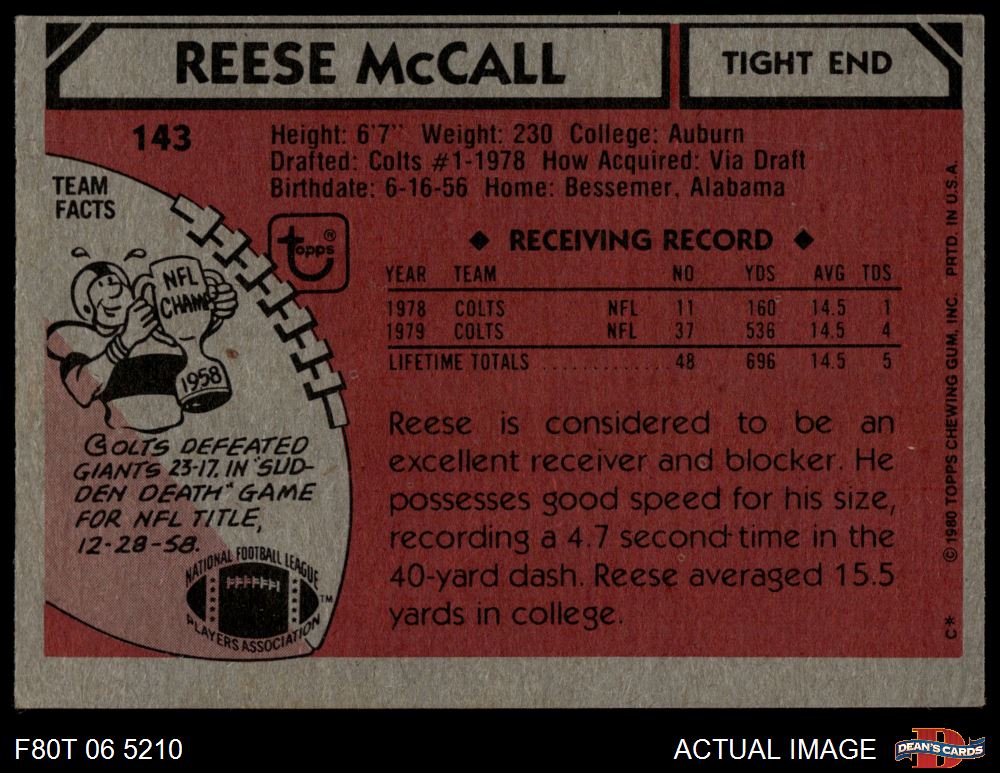 REESE McCALL
TIGHT END
143
Height: 6'7" Weight: 230 College: Auburn
Drafted: Colts #1-1978 How Acquired: Via Draft
Birthdate: 6-16-56 Home: Bessemer, Alabama
TEAM
FACTS
topps®
NFL
CHAMPS
1958
COLTS DEFEATED
GIANTS 23-17. IN "SUD-
DEN DEATH" GAME
FOR NFL TITLE,
12-28-58.
NATIONAL FOOTBALL LEAGUE
PLAYERS ASSOCIATION
TM
◆ RECEIVING RECORD ◆
YEAR TEAM NO YDS AVG TDS
1978 COLTS NFL 11 160 14.5 1
1979 COLTS NFL 37 536 14.5 4
LIFETIME TOTALS ............. 48 696 14.5 5
Reese is considered to be an
excellent receiver and blocker. He
possesses good speed for his size,
recording a 4.7 second time in the
40-yard dash. Reese averaged 15.5
yards in college.
C* © 1980 TOPPS CHEWING GUM, INC. PRTD. IN U.S.A.
F80T 06 5210
ACTUAL IMAGE
D
DEAN'S CARDS